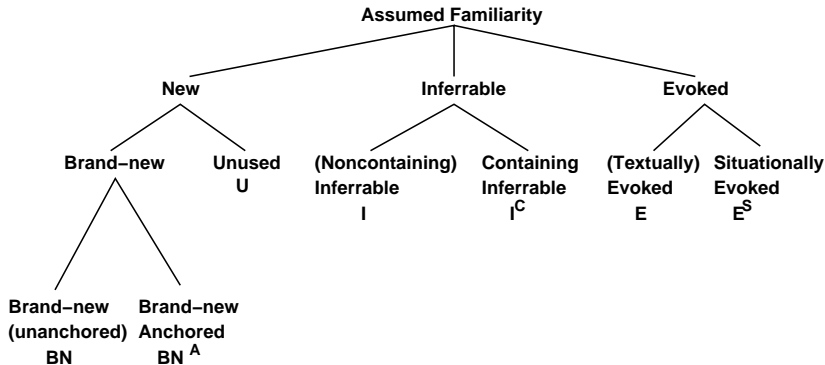 Assumed Familiarity
New
Inferrable
Evoked
Brand–new
Unused
U
(Noncontaining)
Inferrable
I
Containing
Inferrable
I^C
(Textually)
Evoked
E
Situationally
Evoked
E^S
Brand–new
(unanchored)
BN
Brand–new
Anchored
BN^A